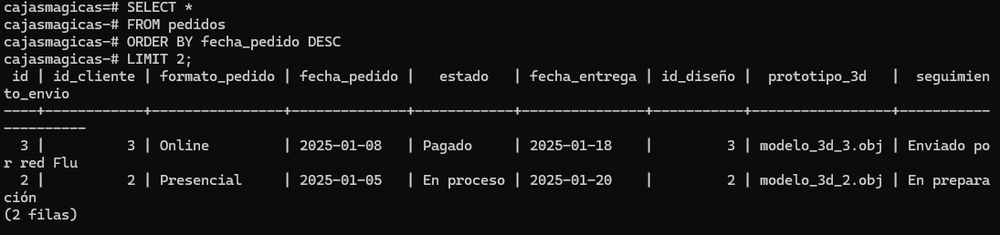 cajasmagicas=# SELECT *
cajasmagicas-# FROM pedidos
cajasmagicas-# ORDER BY fecha_pedido DESC
cajasmagicas-# LIMIT 2;
 id | id_cliente | formato_pedido | fecha_pedido |   estado   | fecha_entrega | id_diseño |  prototipo_3d   |  seguimien
to_envio
----+------------+----------------+--------------+------------+---------------+-----------+-----------------+-----------
----------
  3 |          3 | Online         | 2025-01-08   | Pagado     | 2025-01-18    |         3 | modelo_3d_3.obj | Enviado po
r red Flu
  2 |          2 | Presencial     | 2025-01-05   | En proceso | 2025-01-20    |         2 | modelo_3d_2.obj | En prepara
ción
(2 filas)